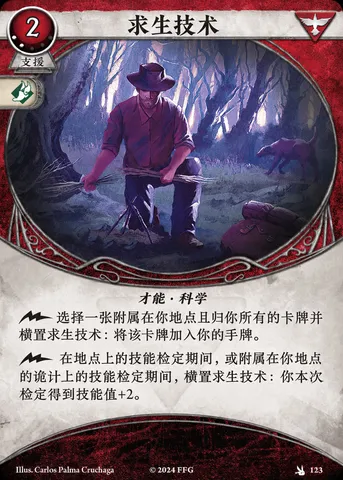 求生技术
2
支援
才能·科学
选择一张附属在你地点且归你所有的卡牌并
横置求生技术：将该卡牌加入你的手牌。
在地点上的技能检定期间，或附属在你地点
的诡计上的技能检定期间，横置求生技术：你本次
检定得到技能值+2。
Illus. Carlos Palma Cruchaga
© 2024 FFG
123